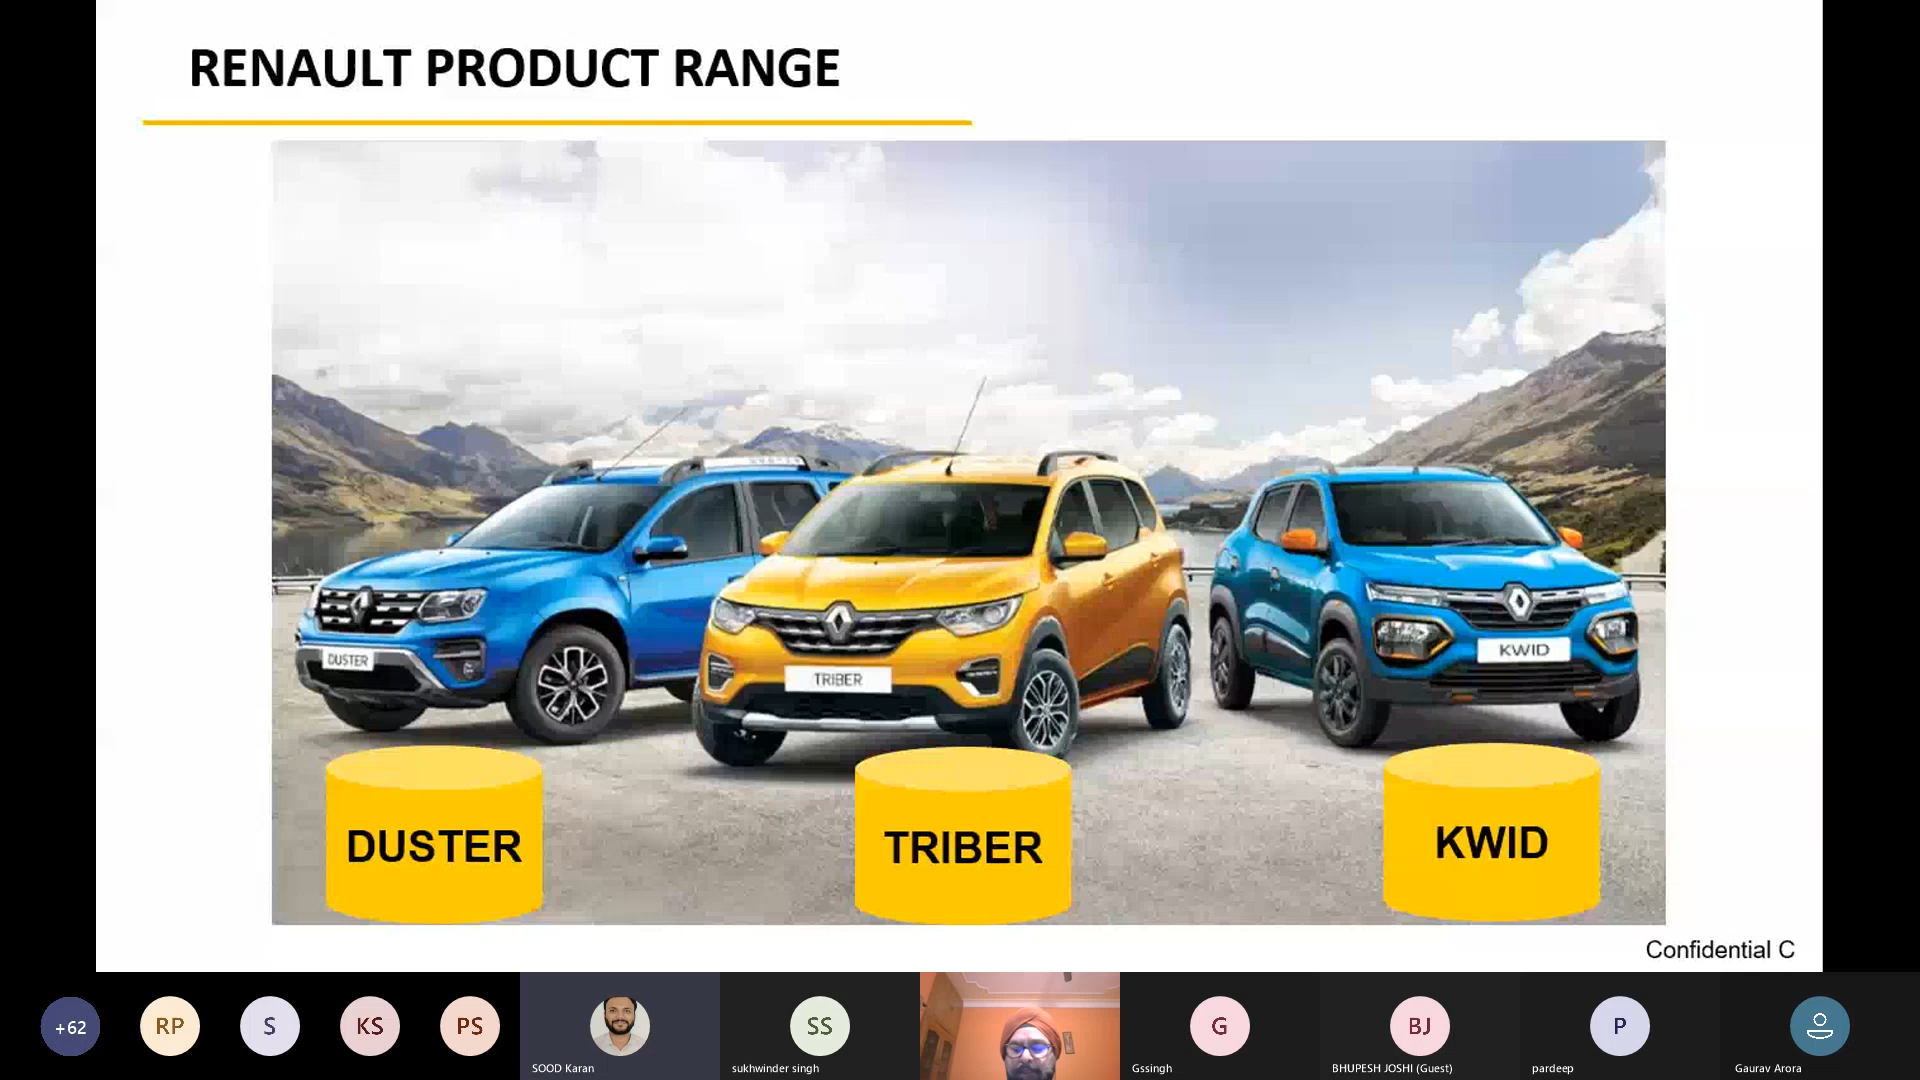 RENAULT PRODUCT RANGE
DUSTER
TRIBER
KWID
DUSTER
TRIBER
KWID
Confidential C
+62
RP
S
KS
PS
SOOD Karan
SS
sukhwinder singh
G
Gssingh
BJ
BHUPESH JOSHI (Guest)
P
pardeep
Gaurav Arora